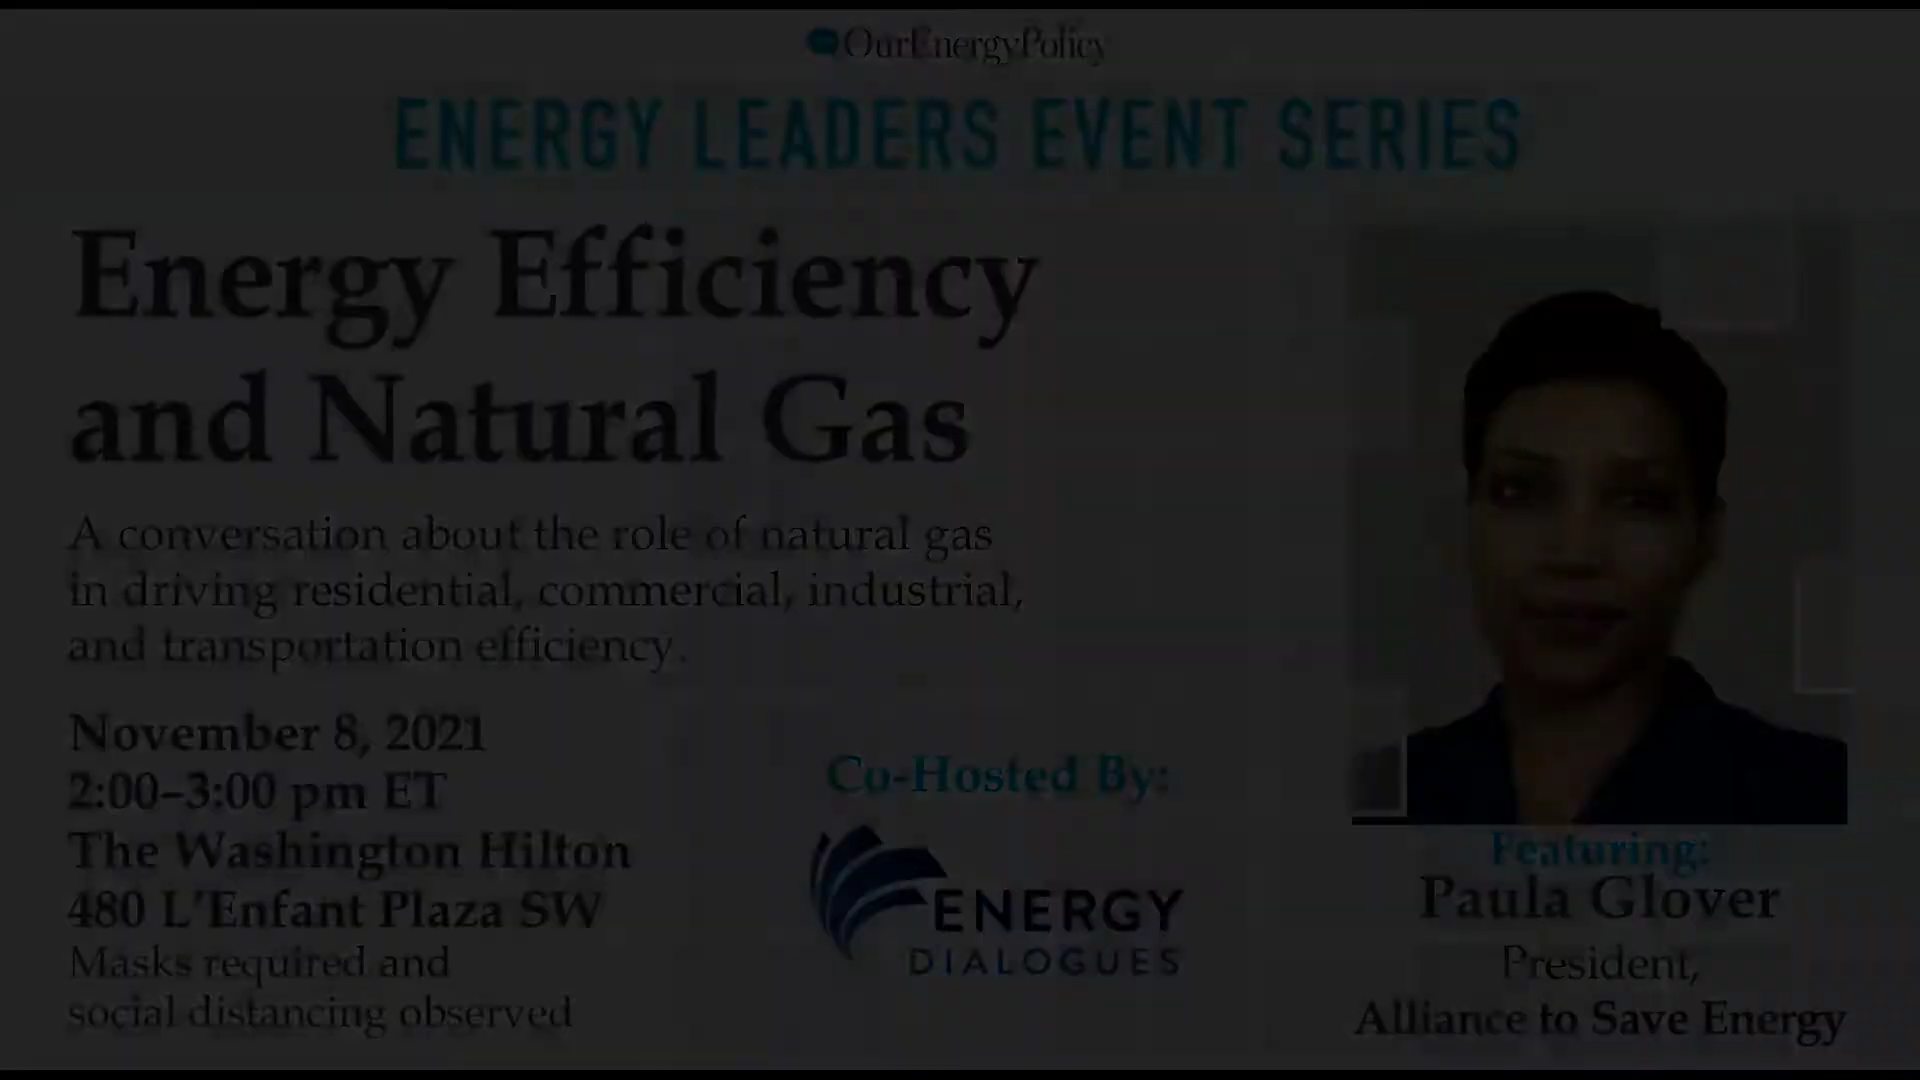 OurEnergyPolicy
ENERGY LEADERS EVENT SERIES
Energy Efficiency
and Natural Gas
A conversation about the role of natural gas
in driving residential, commercial, industrial,
and transportation efficiency.
November 8, 2021
2:00–3:00 pm ET
The Washington Hilton
480 L'Enfant Plaza SW
Masks required and
social distancing observed
Co-Hosted By:
ENERGY
DIALOGUES
Featuring:
Paula Glover
President,
Alliance to Save Energy